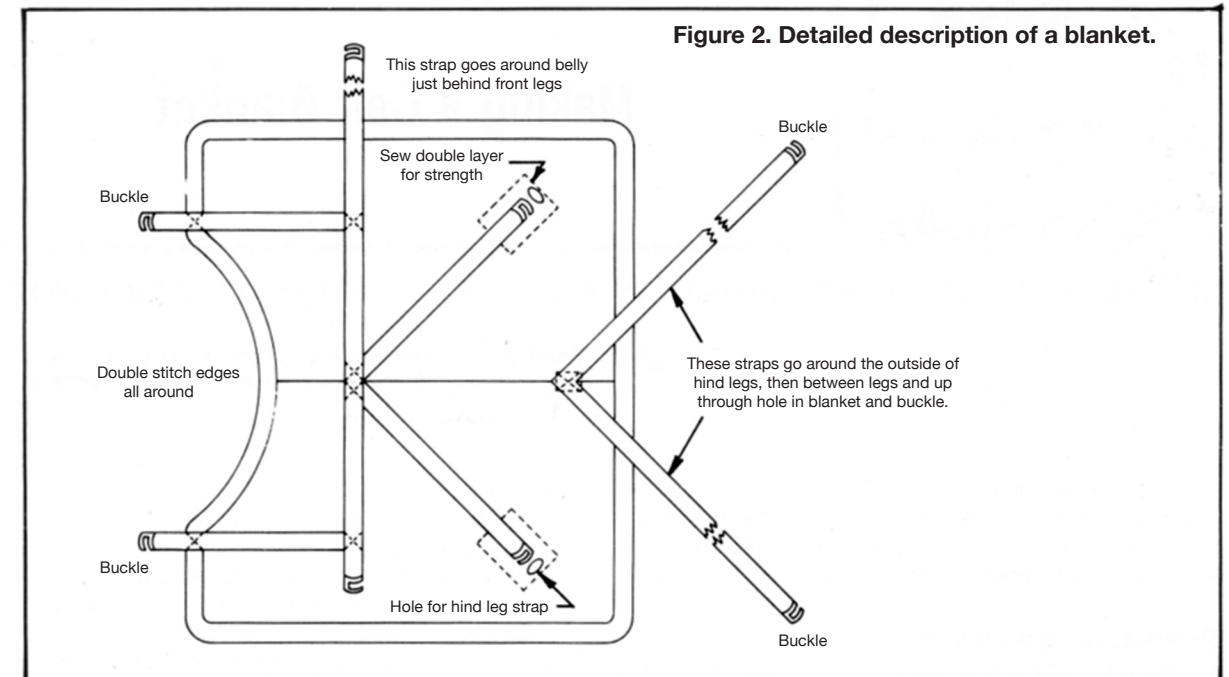 Figure 2. Detailed description of a blanket.
This strap goes around belly
just behind front legs
Buckle
Sew double layer
for strength
Buckle
These straps go around the outside of
hind legs, then between legs and up
through hole in blanket and buckle.
Double stitch edges
all around
Buckle
Hole for hind leg strap
Buckle